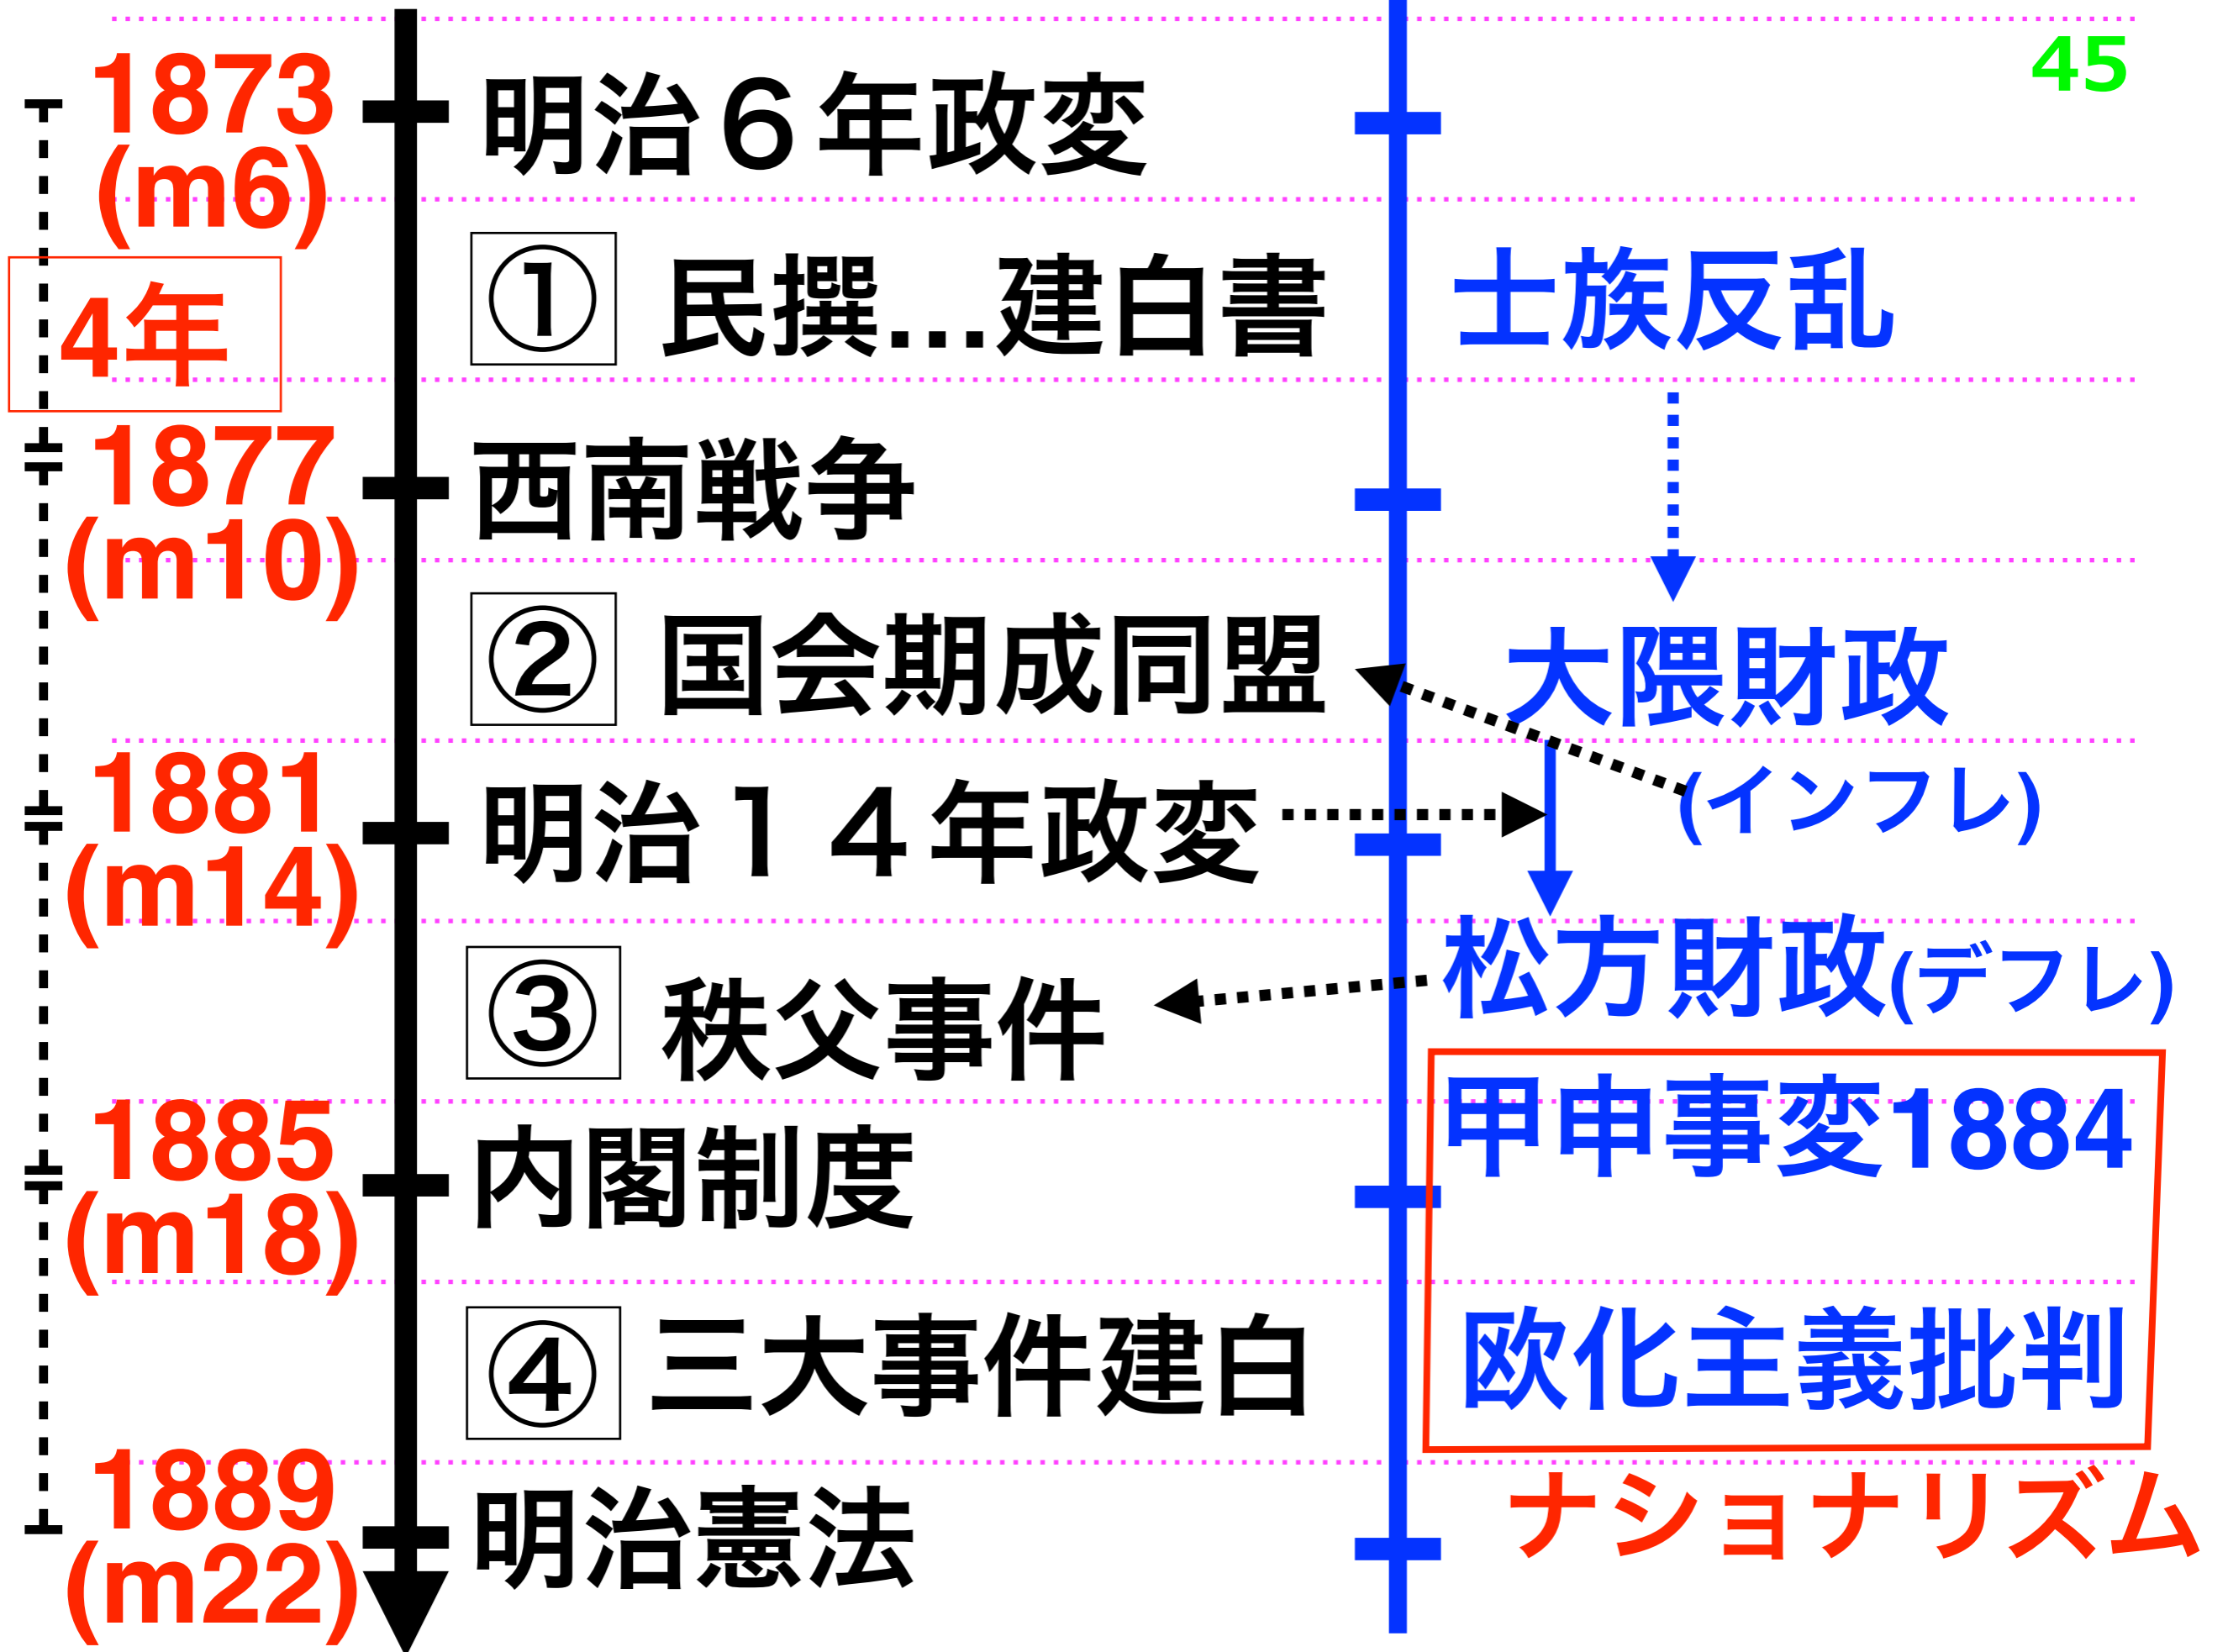 45
1873
(m6)
明治６年政変
4年
① 民撰...建白書
士族反乱
1877
(m10)
西南戦争
② 国会期成同盟
大隈財政
(インフレ)
1881
(m14)
明治１４年政変
松方財政(デフレ)
③ 秩父事件
甲申事変1884
1885
(m18)
内閣制度
④ 三大事件建白
欧化主義批判
ナショナリズム
1889
(m22)
明治憲法